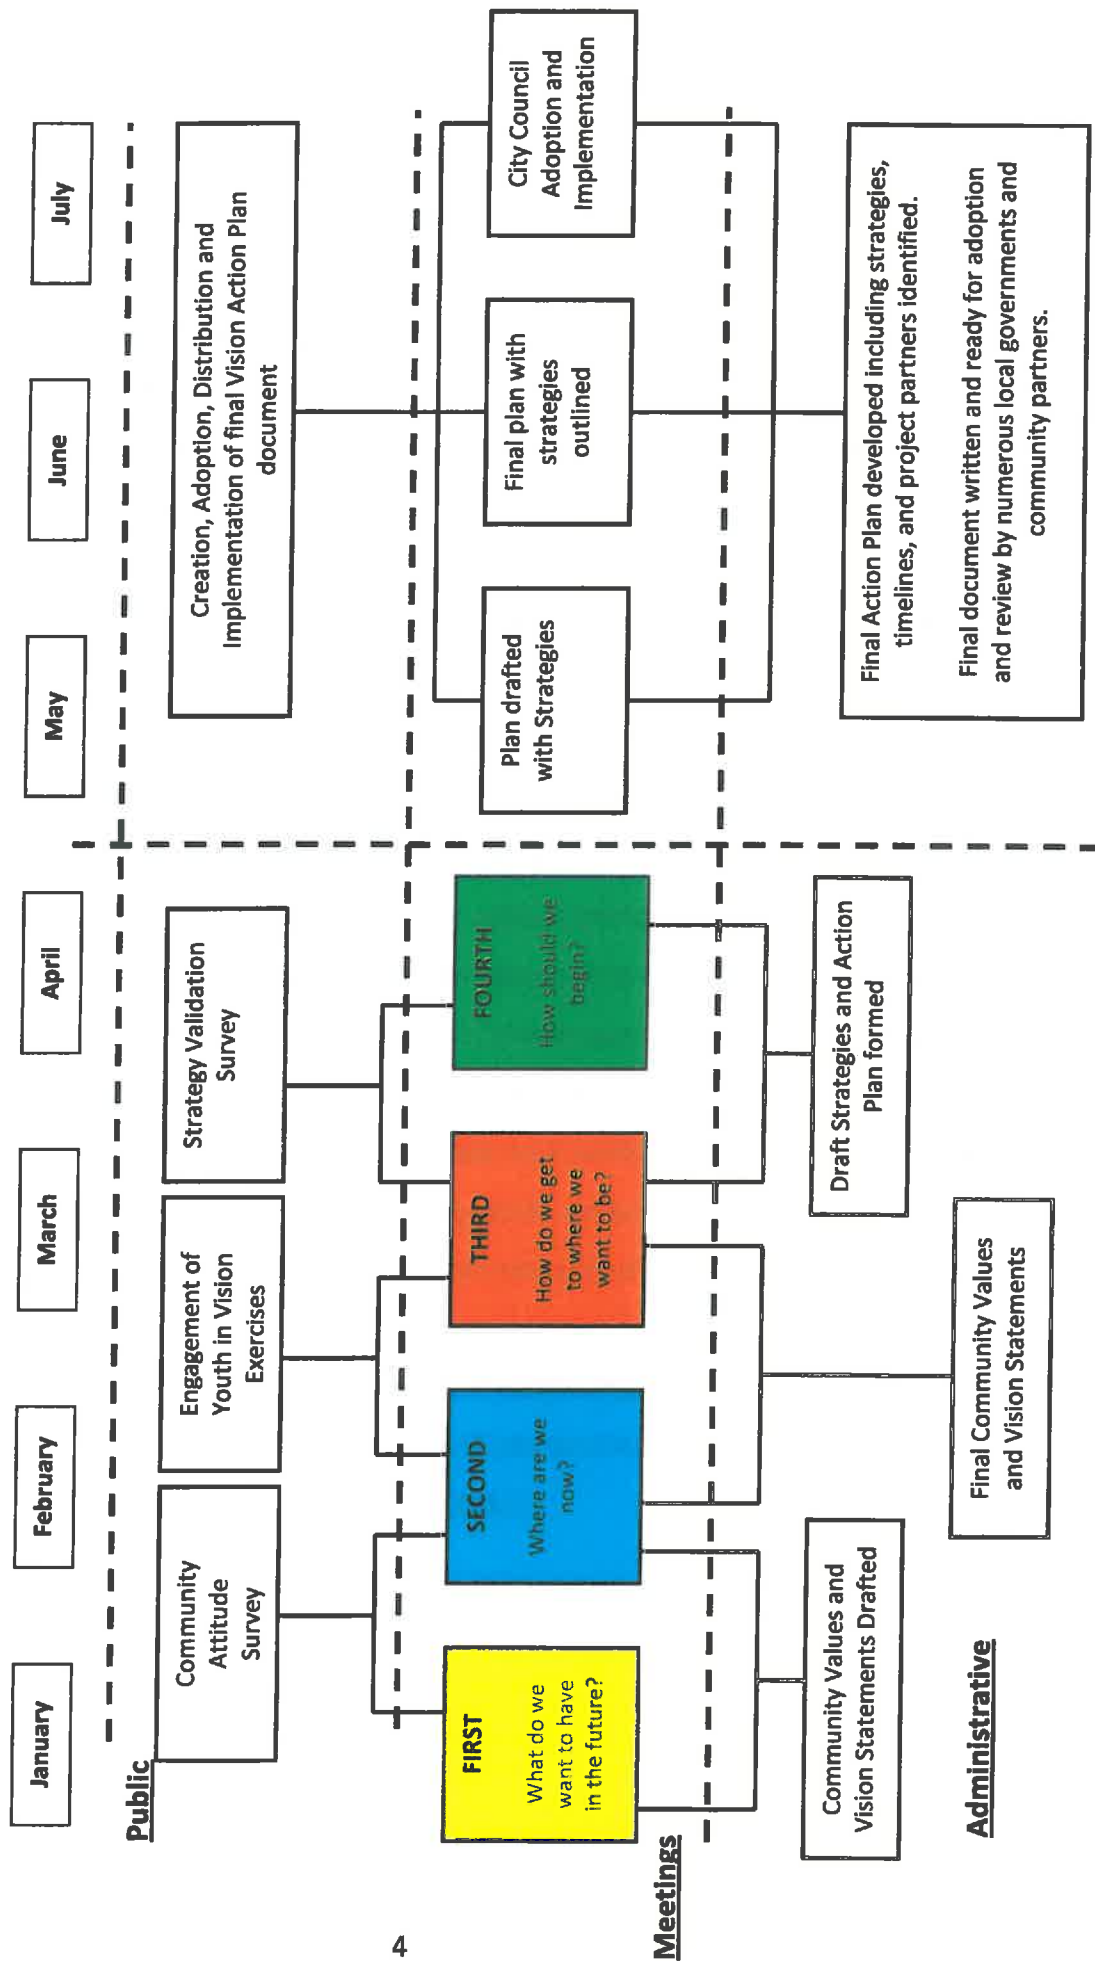 January
February
March
April
May
June
July
Public
Community
Attitude
Survey
Engagement of
Youth in Vision
Exercises
Strategy Validation
Survey
Creation, Adoption, Distribution and
Implementation of final Vision Action Plan
document
FIRST
What do we
want to have
in the future?
SECOND
Where are we
now?
THIRD
How do we get
to where we
want to be?
FOURTH
How should we
begin?
Plan drafted
with Strategies
Final plan with
strategies
outlined
City Council
Adoption and
Implementation
Meetings
Community Values and
Vision Statements Drafted
Final Community Values
and Vision Statements
Draft Strategies and Action
Plan formed
Final Action Plan developed including strategies,
timelines, and project partners identified.
Final document written and ready for adoption
and review by numerous local governments and
community partners.
Administrative
4